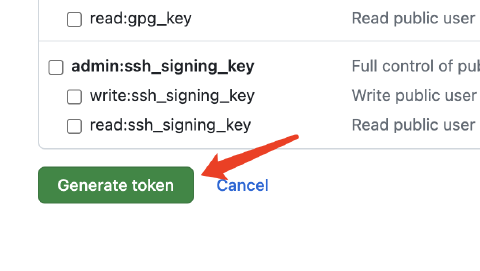 read:gpg_key Read public user
admin:ssh_signing_key Full control of pu
write:ssh_signing_key Write public user
read:ssh_signing_key Read public user
Generate token Cancel